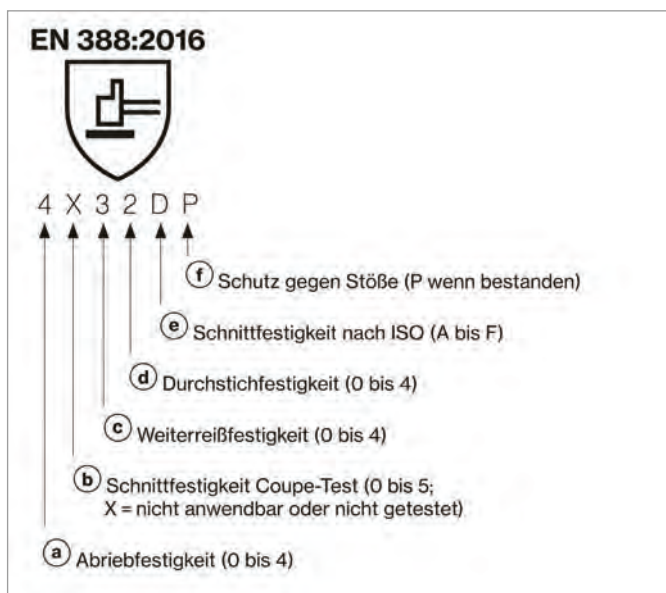 EN 388:2016
4 X 3 2 D P
f Schutz gegen Stöße (P wenn bestanden)
e Schnittfestigkeit nach ISO (A bis F)
d Durchstichfestigkeit (0 bis 4)
c Weiterreißfestigkeit (0 bis 4)
b Schnittfestigkeit Coupe-Test (0 bis 5;
X = nicht anwendbar oder nicht getestet)
a Abriebfestigkeit (0 bis 4)